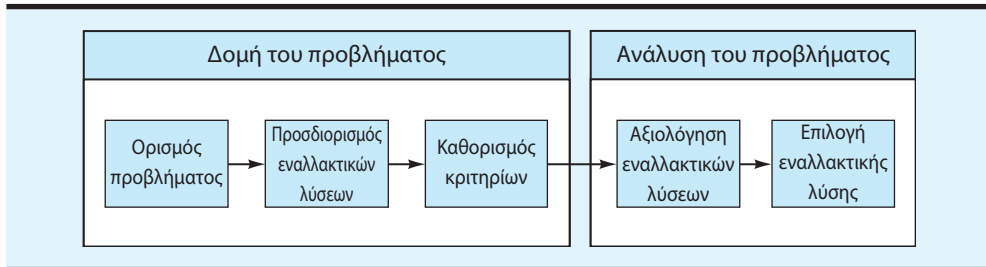 Δομή του προβλήματος
Ορισμός
προβλήματος
Προσδιορισμός
εναλλακτικών
λύσεων
Καθορισμός
κριτηρίων
Ανάλυση του προβλήματος
Αξιολόγηση
εναλλακτικών
λύσεων
Επιλογή
εναλλακτικής
λύσης